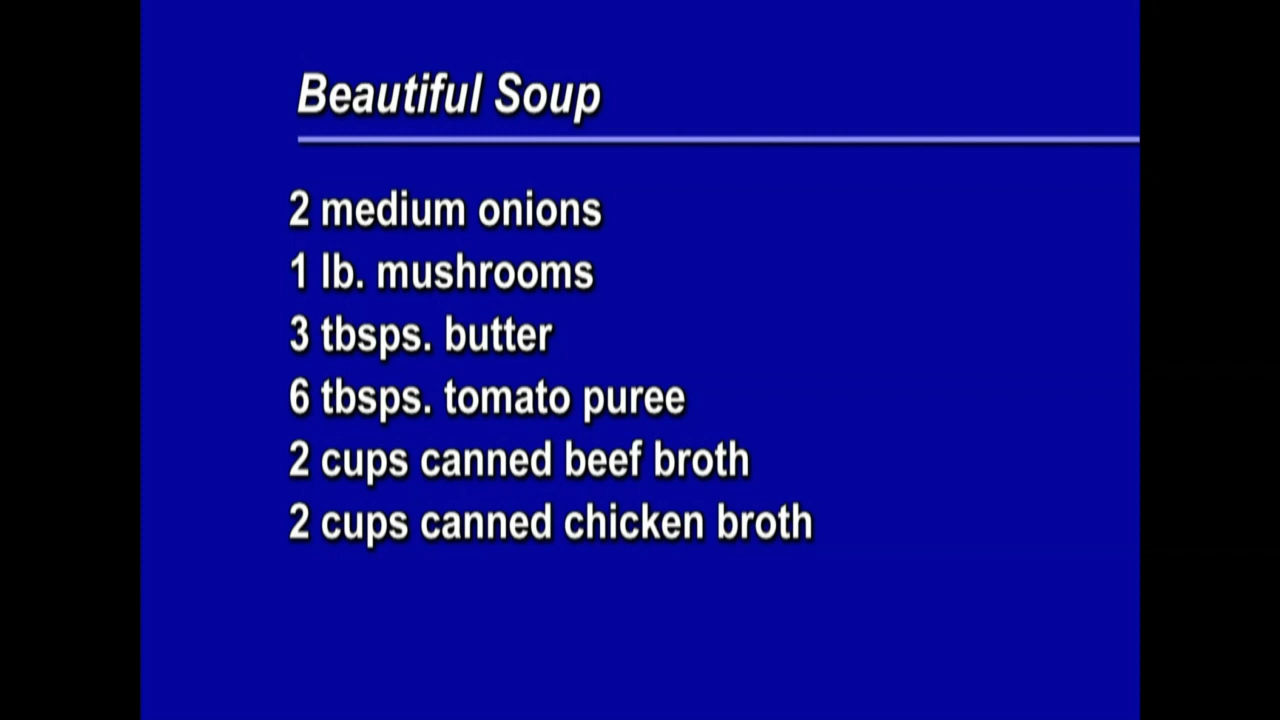 Beautiful Soup
2 medium onions
1 lb. mushrooms
3 tbsps. butter
6 tbsps. tomato puree
2 cups canned beef broth
2 cups canned chicken broth